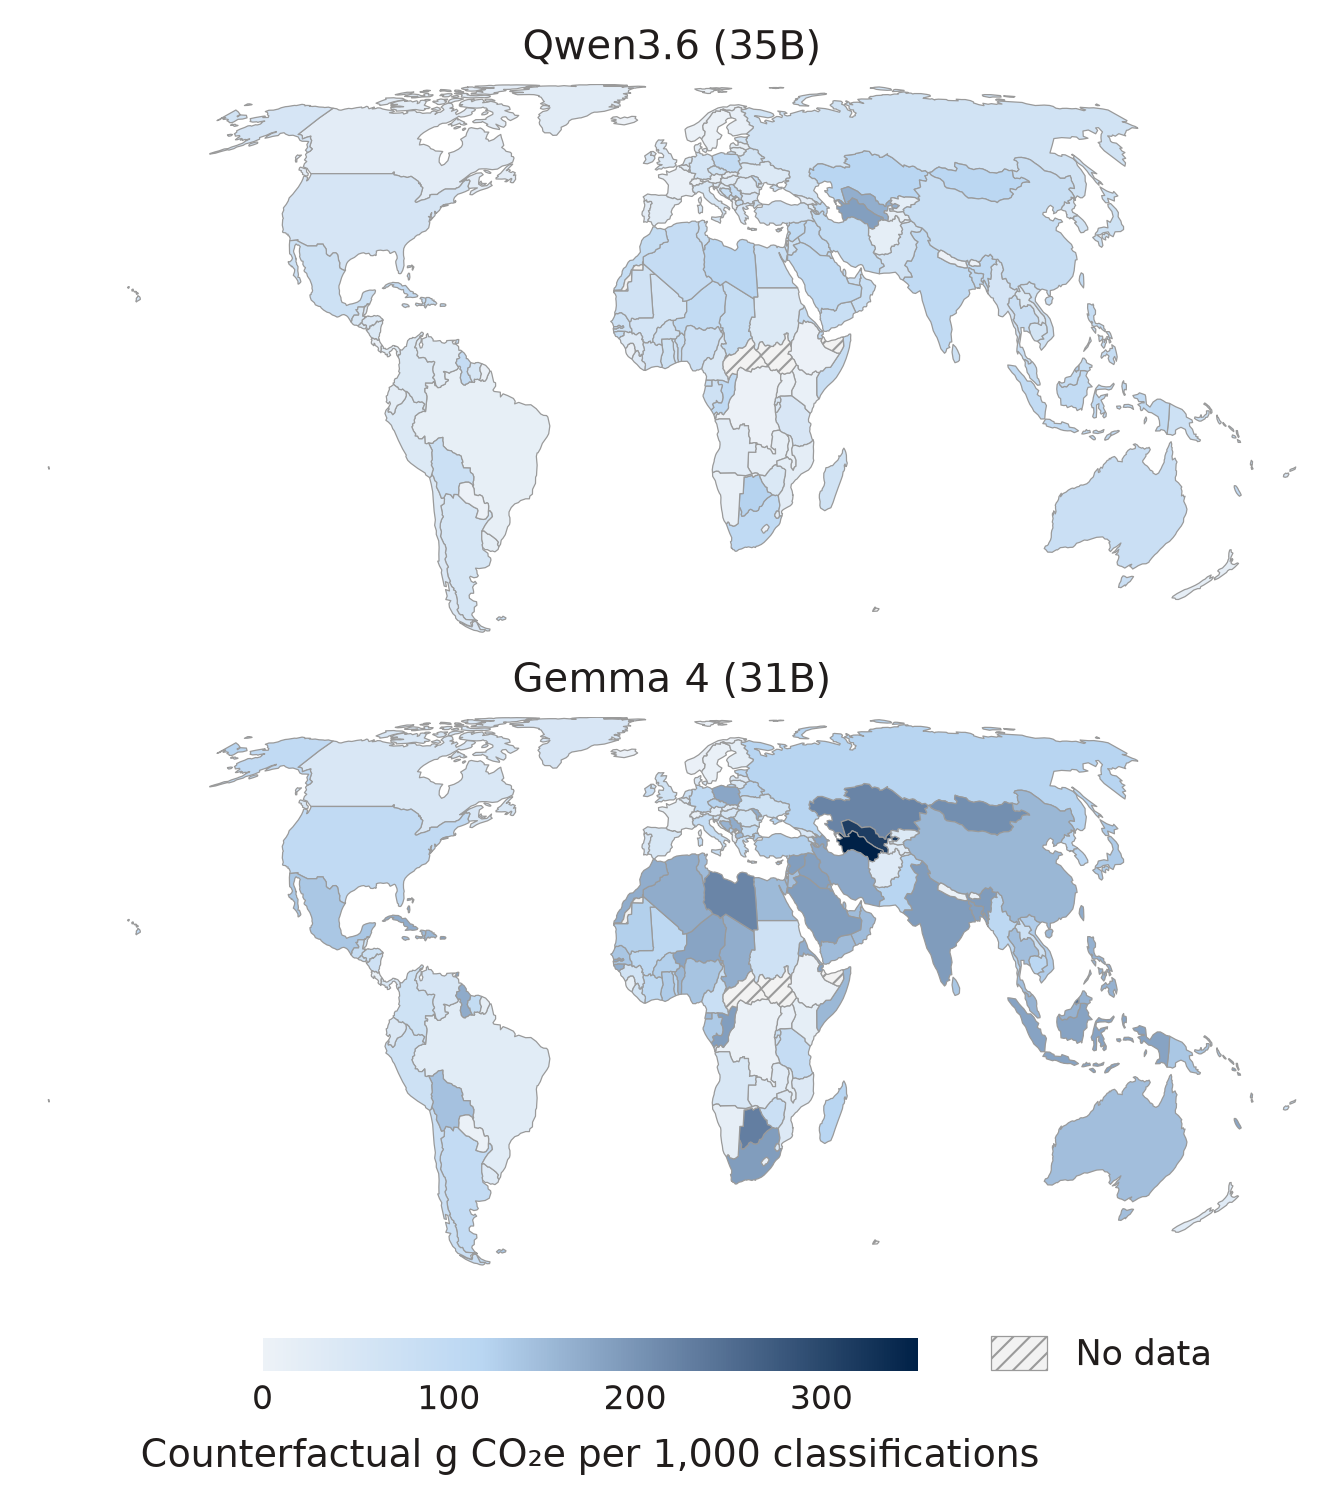 Qwen3.6 (35B)
Gemma 4 (31B)
0 100 200 300
No data
Counterfactual g CO₂e per 1,000 classifications